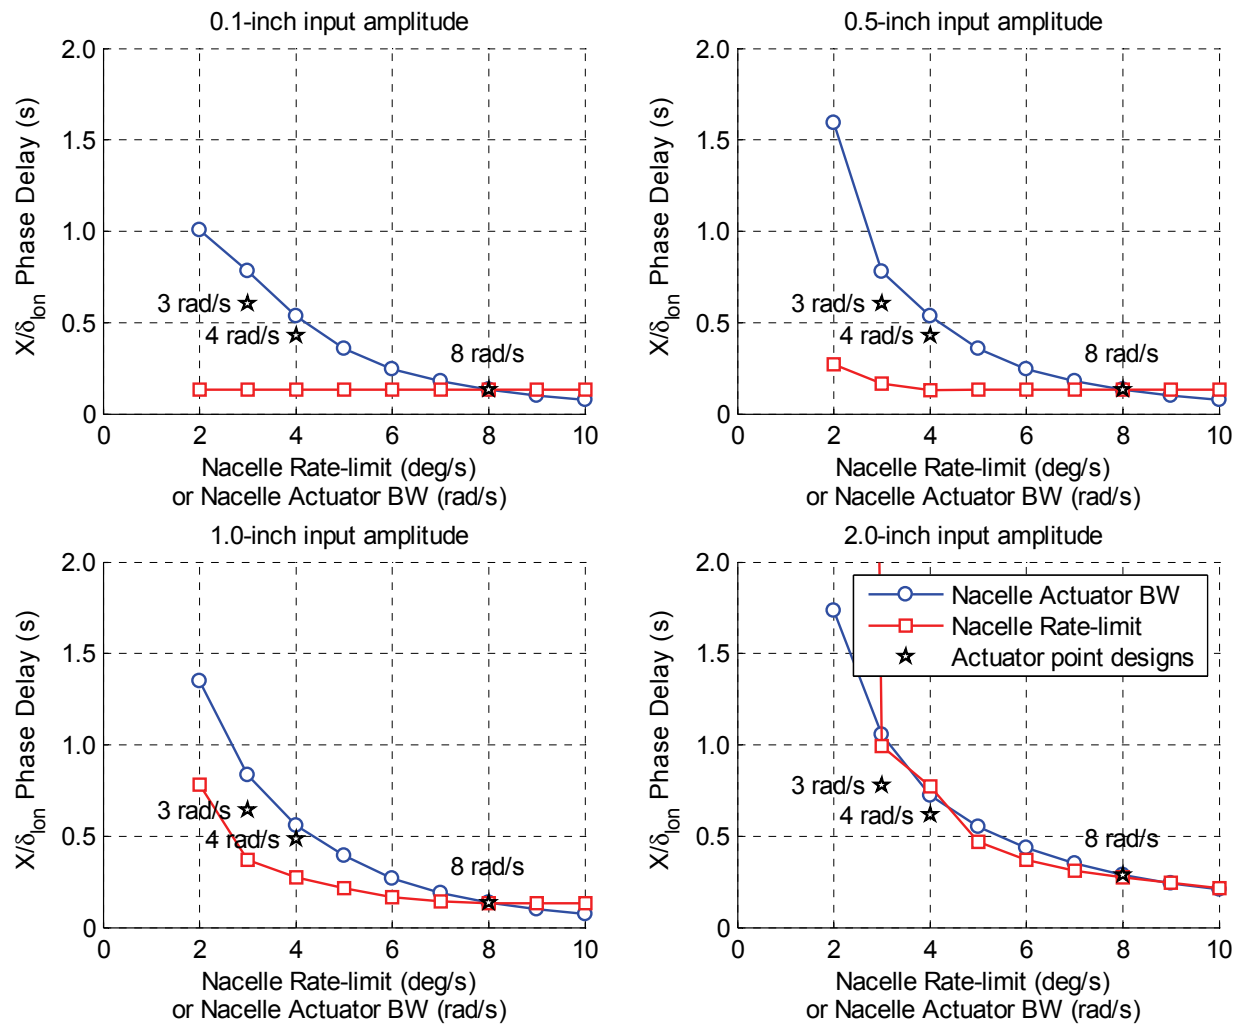 0.1-inch input amplitude
2.0
1.5
1.0
0.5
0
X/δlon Phase Delay (s)
3 rad/s
4 rad/s
8 rad/s
0 2 4 6 8 10
Nacelle Rate-limit (deg/s)
or Nacelle Actuator BW (rad/s)
0.5-inch input amplitude
2.0
1.5
1.0
0.5
0
X/δlon Phase Delay (s)
3 rad/s
4 rad/s
8 rad/s
0 2 4 6 8 10
Nacelle Rate-limit (deg/s)
or Nacelle Actuator BW (rad/s)
1.0-inch input amplitude
2.0
1.5
1.0
0.5
0
X/δlon Phase Delay (s)
3 rad/s
4 rad/s
8 rad/s
0 2 4 6 8 10
Nacelle Rate-limit (deg/s)
or Nacelle Actuator BW (rad/s)
2.0-inch input amplitude
2.0
1.5
1.0
0.5
0
X/δlon Phase Delay (s)
Nacelle Actuator BW
Nacelle Rate-limit
Actuator point designs
3 rad/s
4 rad/s
8 rad/s
0 2 4 6 8 10
Nacelle Rate-limit (deg/s)
or Nacelle Actuator BW (rad/s)